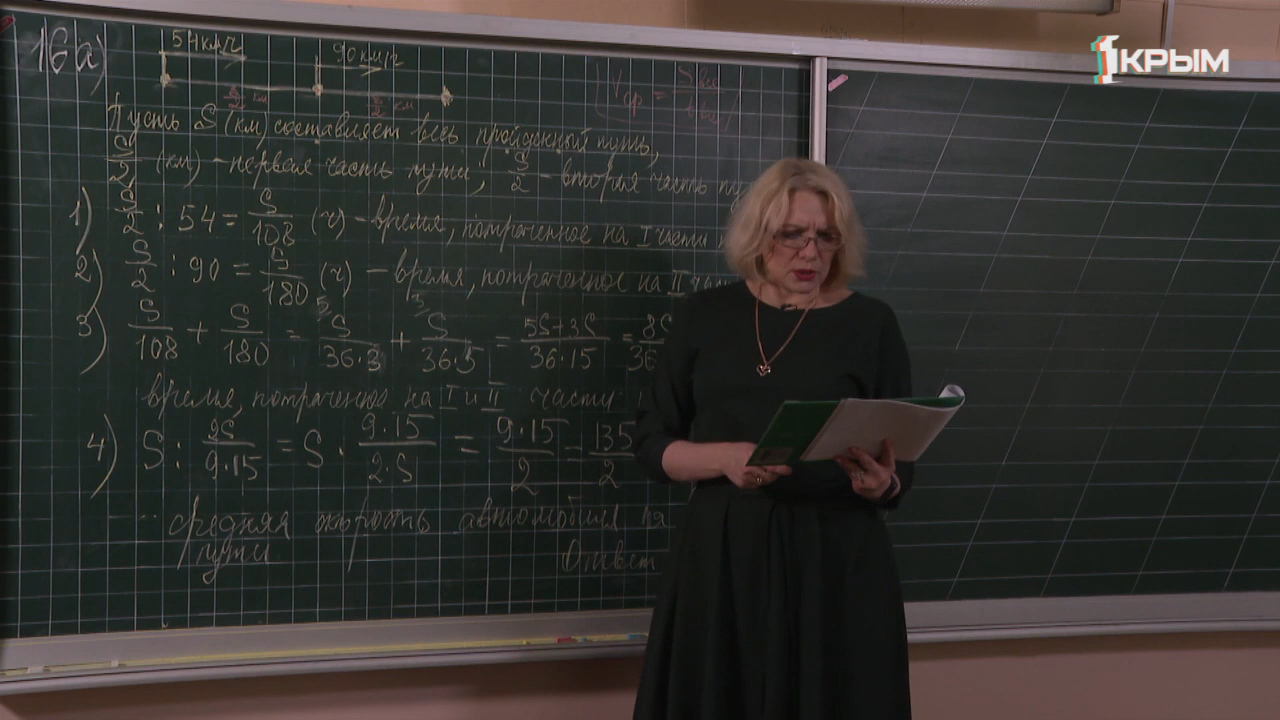 1КРЫМ
16а) 54км/ч 90 км/ч
S/2 км S/2 км Vср =
Пусть S (км) составляет весь пройденный путь,
S/2 (км) - первая часть пути, S/2 - вторая часть
1) S/2 : 54 = S/108 (ч) - время, потраченное на I части
2) S/2 : 90 = S/180 (ч) - время, потраченное на II
3) S/108 + S/180 = S/36·3 + S/36·5 = 5S+3S/36·15 = 8S/36
время, потраченное на I и II части
4) S : 2S/9·15 = S · 9·15/2·S = 9·15/2 = 135/2
средняя скорость автомобиля на
пути. Ответ